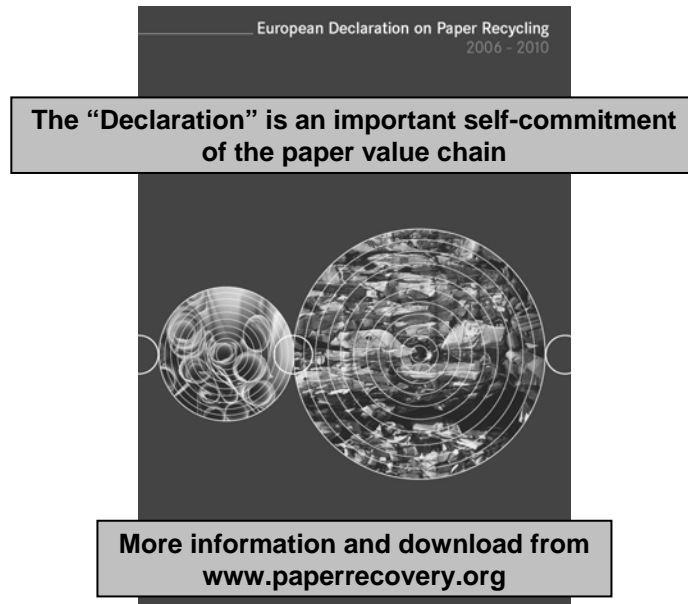 European Declaration on Paper Recycling
2006 - 2010
The “Declaration” is an important self-commitment
of the paper value chain
More information and download from
www.paperrecovery.org